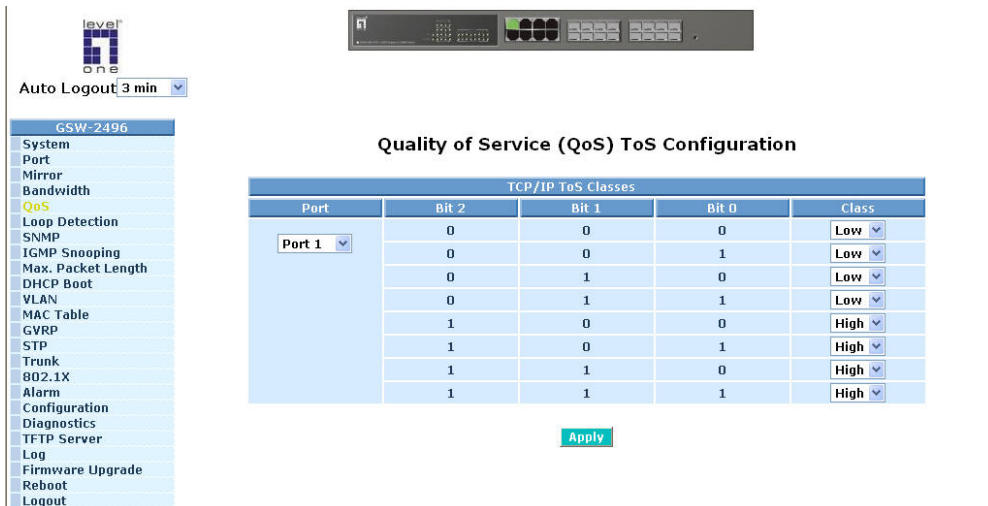 level
one
Auto Logout 3 min
GSW-2496
System
Port
Mirror
Bandwidth
QoS
Loop Detection
SNMP
IGMP Snooping
Max. Packet Length
DHCP Boot
VLAN
MAC Table
GVRP
STP
Trunk
802.1X
Alarm
Configuration
Diagnostics
TFTP Server
Log
Firmware Upgrade
Reboot
Logout
Quality of Service (QoS) ToS Configuration
TCP/IP ToS Classes
Port Bit 2 Bit 1 Bit 0 Class
Port 1
0 0 0 Low
0 0 1 Low
0 1 0 Low
0 1 1 Low
1 0 0 High
1 0 1 High
1 1 0 High
1 1 1 High
Apply